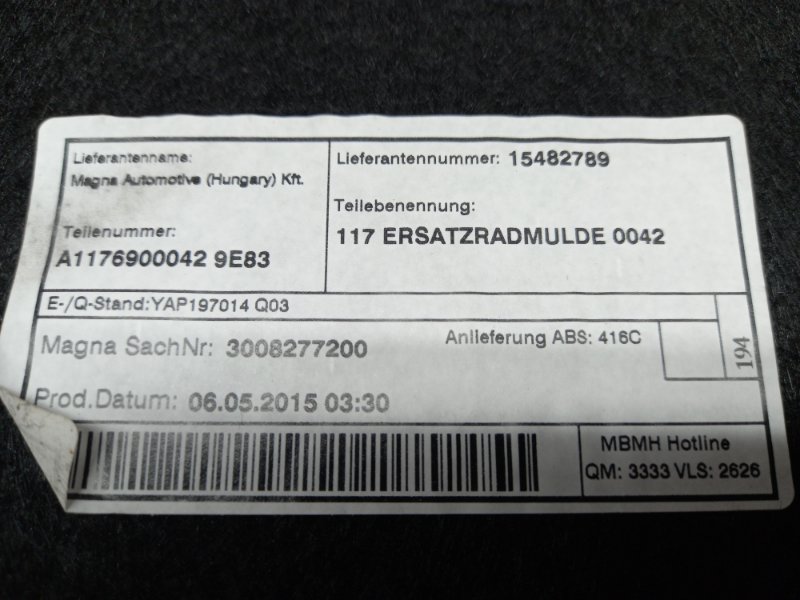 Lieferantenname:
Magna Automotive (Hungary) Kft.
Teilenummer:
A1176900042 9E83
Lieferantennummer: 15482789
Teilebenennung:
117 ERSATZRADMULDE 0042
E-/Q-Stand:YAP197014 Q03
Magna SachNr: 3008277200
Anlieferung ABS: 416C
194
Prod.Datum: 06.05.2015 03:30
MBMH Hotline
QM: 3333 VLS: 2626